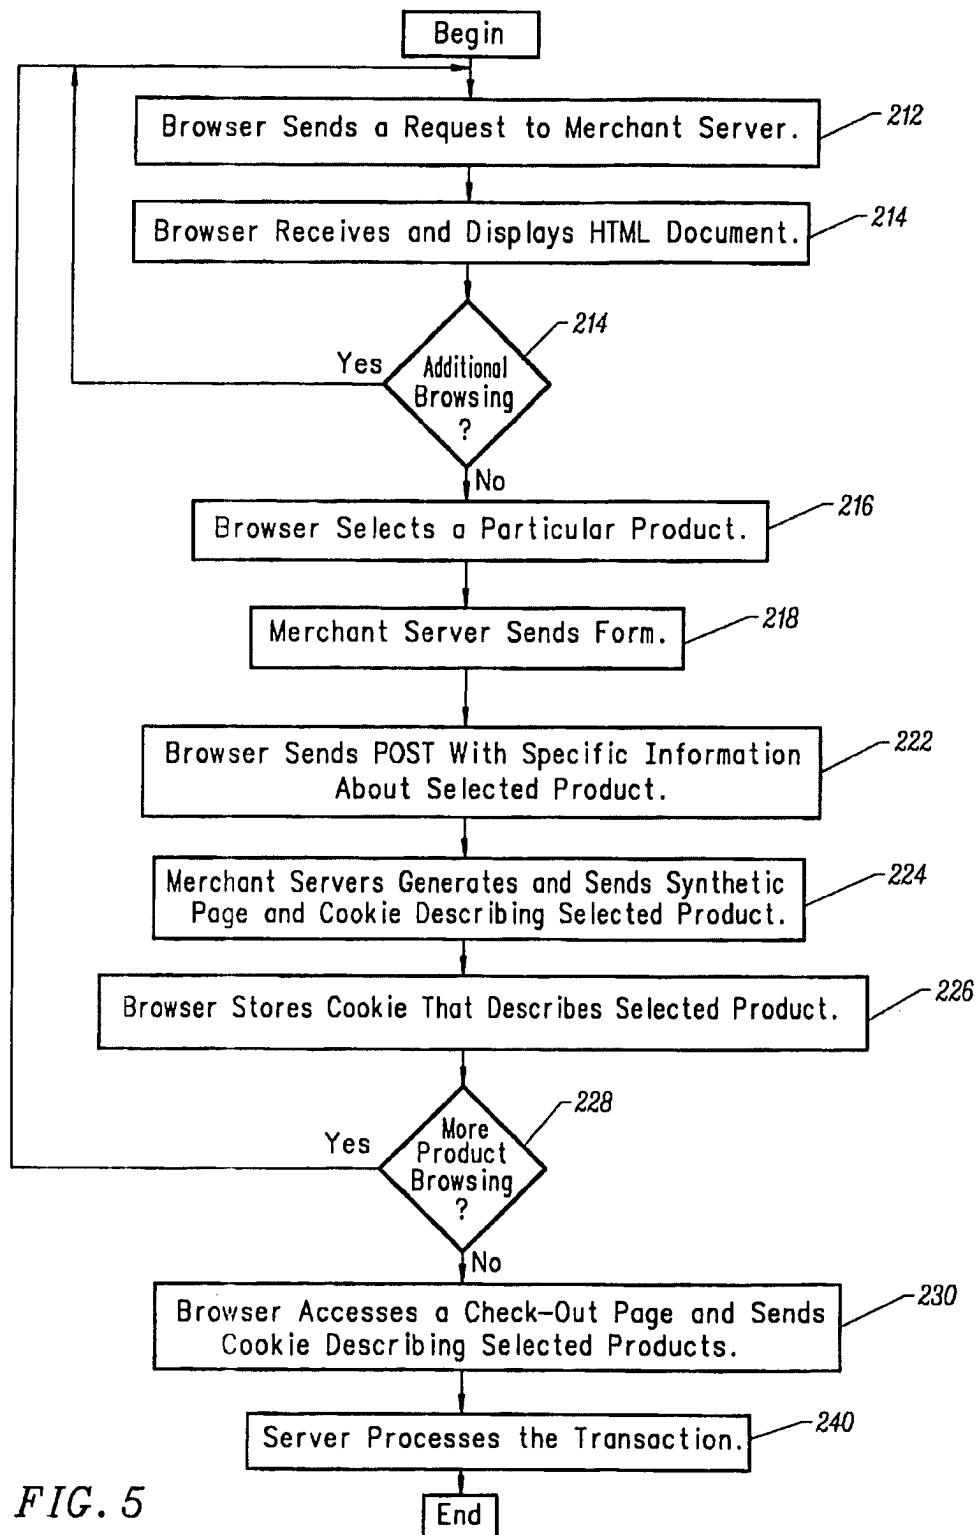 Begin
Browser Sends a Request to Merchant Server.
212
Browser Receives and Displays HTML Document.
214
214
Yes
Additional
Browsing
?
No
Browser Selects a Particular Product.
216
Merchant Server Sends Form.
218
Browser Sends POST With Specific Information
About Selected Product.
222
Merchant Servers Generates and Sends Synthetic
Page and Cookie Describing Selected Product.
224
Browser Stores Cookie That Describes Selected Product.
226
228
Yes
More
Product
Browsing
?
No
Browser Accesses a Check-Out Page and Sends
Cookie Describing Selected Products.
230
Server Processes the Transaction.
240
End
FIG. 5